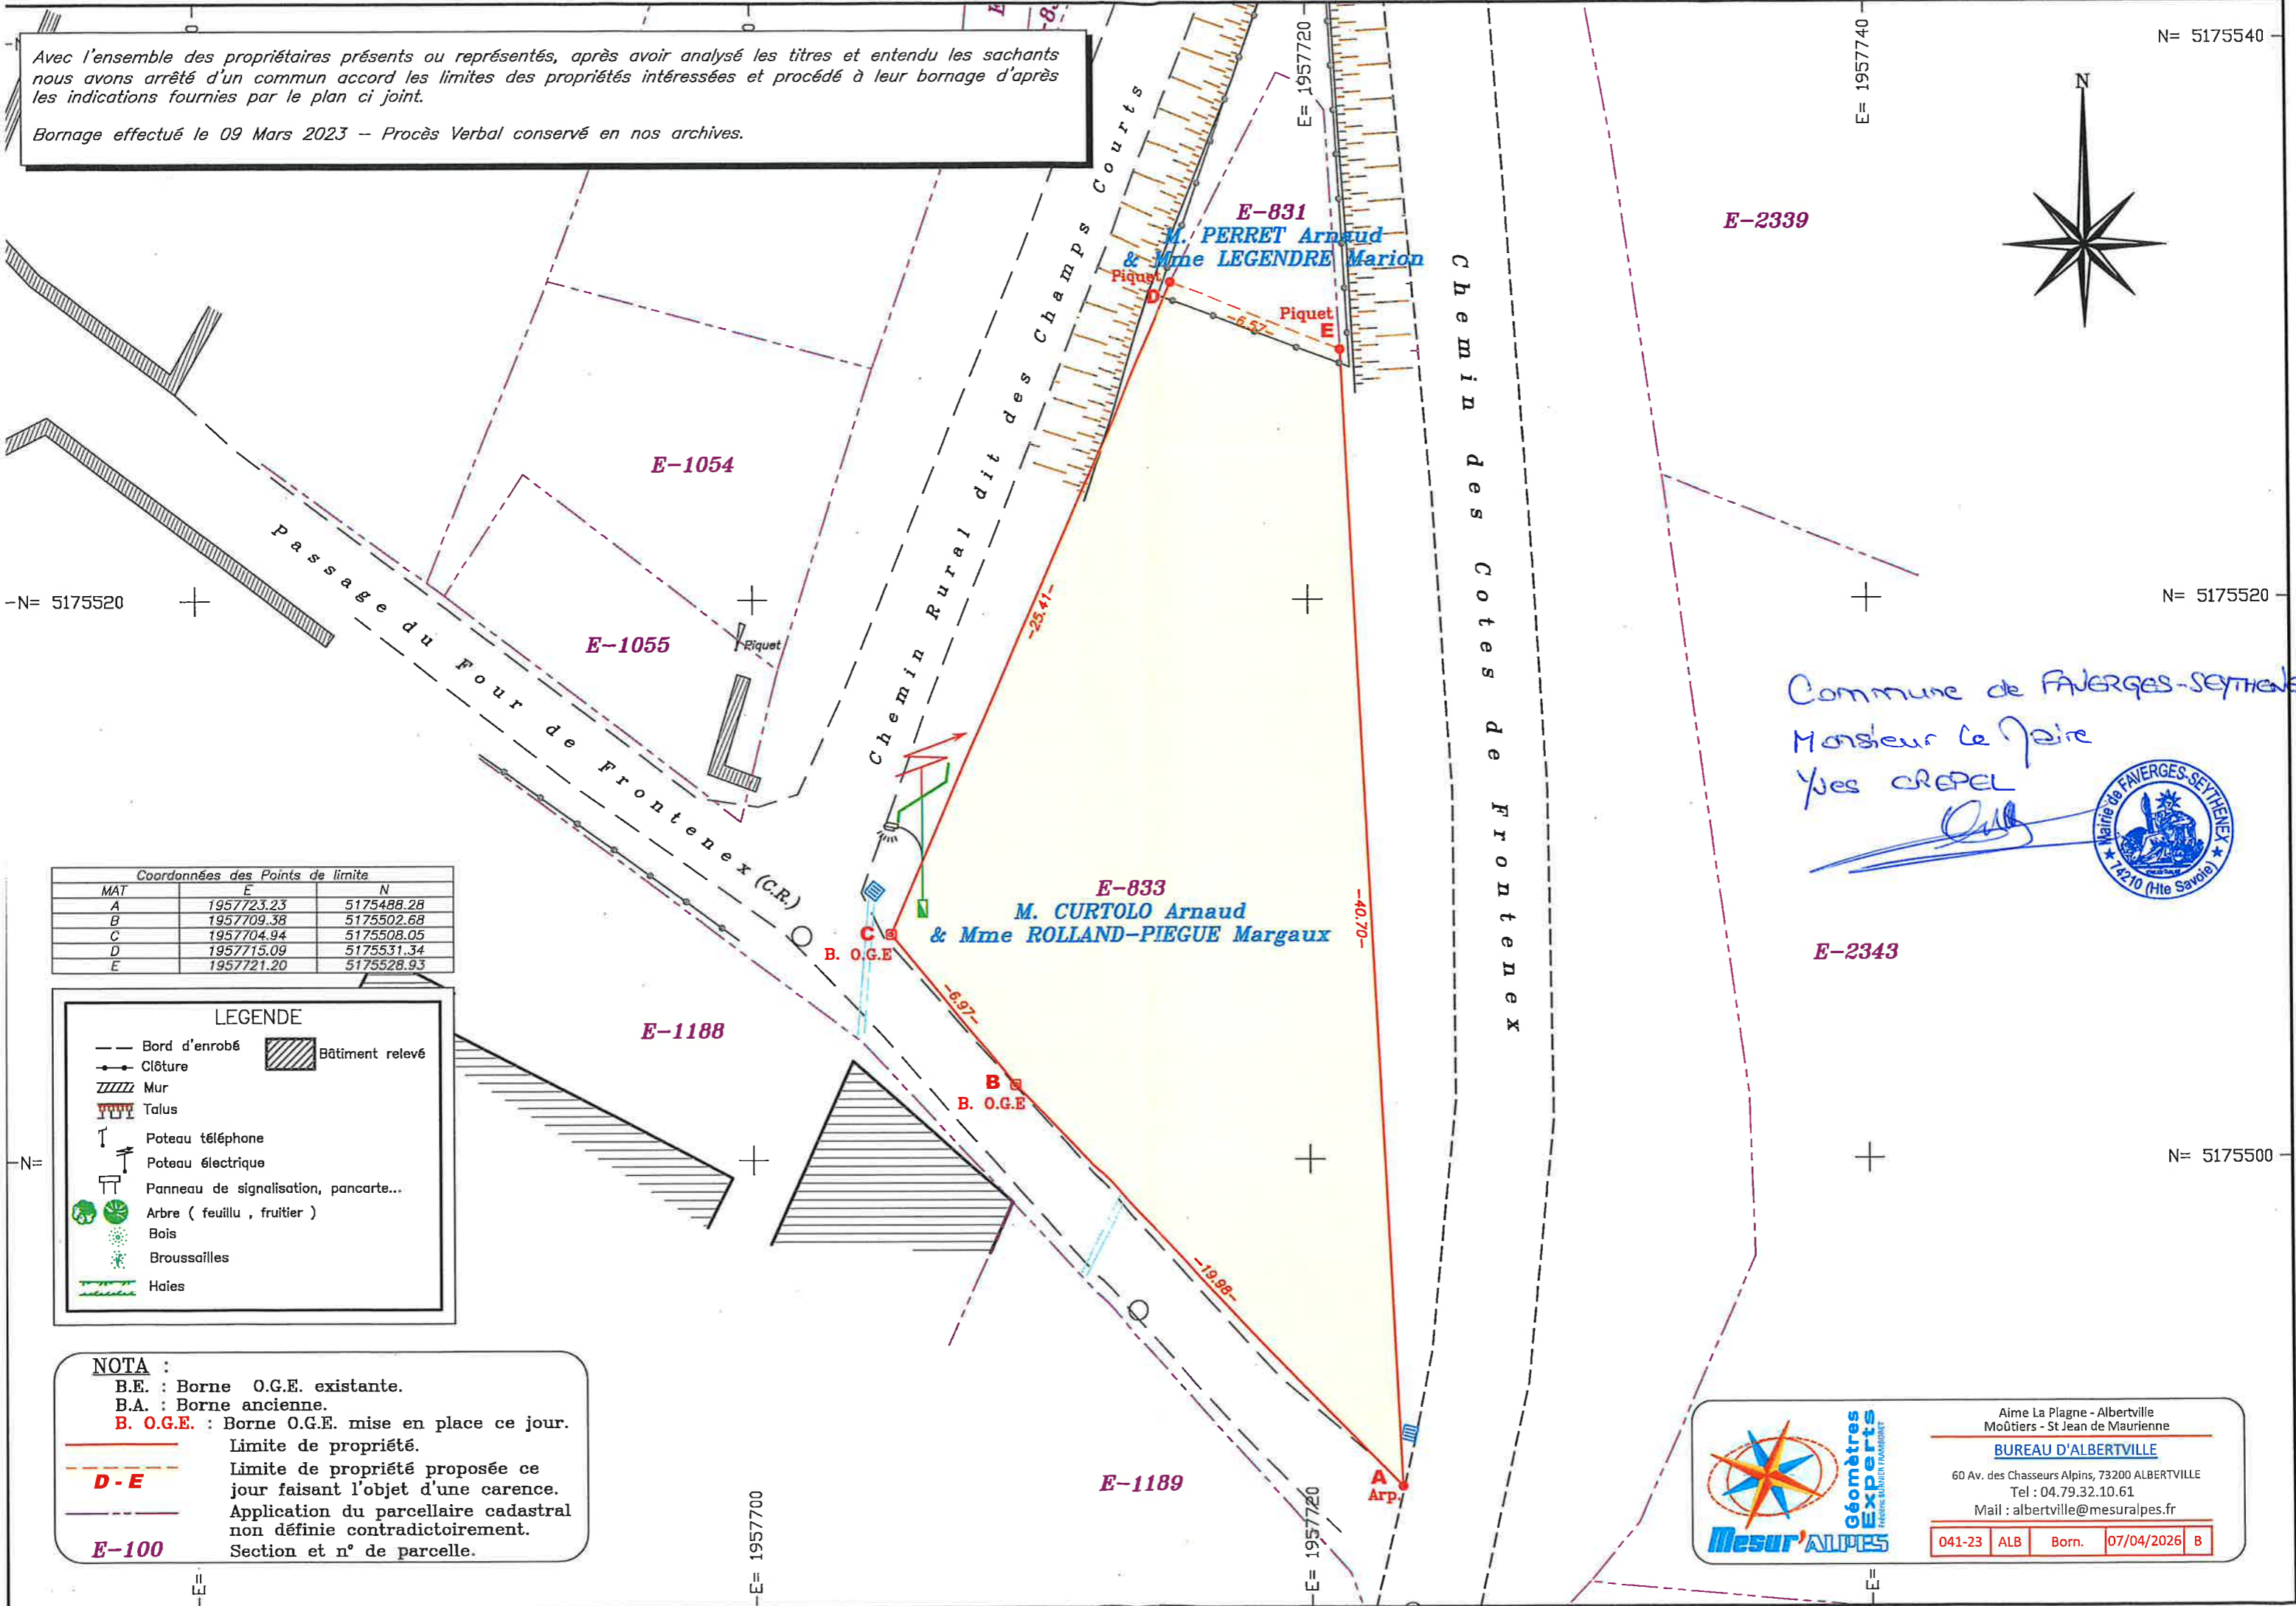 E= 1957720
E= 1957740
N= 5175540
Avec l'ensemble des propriétaires présents ou représentés, après avoir analysé les titres et entendu les sachants
nous avons arrêté d'un commun accord les limites des propriétés intéressées et procédé à leur bornage d'après
les indications fournies par le plan ci joint.
Bornage effectué le 09 Mars 2023 -- Procès Verbal conservé en nos archives.
N
E-831
M. PERRET Arnaud
& Mme LEGENDRE Marion
E-2339
Piquet
D
Piquet
E
-6.57-
Chemin Rural dit des Champs Courts
Chemin des Cotes de Frontenex
E-1054
Passage du Four de Frontenex (C.R.)
-N= 5175520
N= 5175520
-25.41-
E-1055
Piquet
Commune de FAVERGES-SEYTHENEX
Monsieur Le Maire
Yves CREPEL
Mairie de FAVERGES-SEYTHENEX
★ 74210 (Hte Savoie) ★
Coordonnées des Points de limite
MAT E N
A 1957723.23 5175488.28
B 1957709.38 5175502.68
C 1957704.94 5175508.05
D 1957715.09 5175531.34
E 1957721.20 5175528.93
E-833
M. CURTOLO Arnaud
& Mme ROLLAND-PIEGUE Margaux
-40.70-
C
B. O.G.E
-6.97-
E-2343
E-1188
B
B. O.G.E
LEGENDE
Bord d'enrobé
Bâtiment relevé
Clôture
Mur
Talus
Poteau téléphone
Poteau électrique
Panneau de signalisation, pancarte...
Arbre ( feuillu , fruitier )
Bois
Broussailles
Haies
-N=
N= 5175500
-19.98-
NOTA :
B.E. : Borne O.G.E. existante.
B.A. : Borne ancienne.
B. O.G.E. : Borne O.G.E. mise en place ce jour.
Limite de propriété.
D - E Limite de propriété proposée ce
jour faisant l'objet d'une carence.
Application du parcellaire cadastral
non définie contradictoirement.
E-100 Section et n° de parcelle.
E-1189
A
Arp.
E=
E= 1957700
E= 1957720
E=
Géomètres
Experts
Mesur'ALPES
Aime La Plagne - Albertville
Moûtiers - St Jean de Maurienne
BUREAU D'ALBERTVILLE
60 Av. des Chasseurs Alpins, 73200 ALBERTVILLE
Tel : 04.79.32.10.61
Mail : albertville@mesuralpes.fr
041-23 ALB Born. 07/04/2026 B